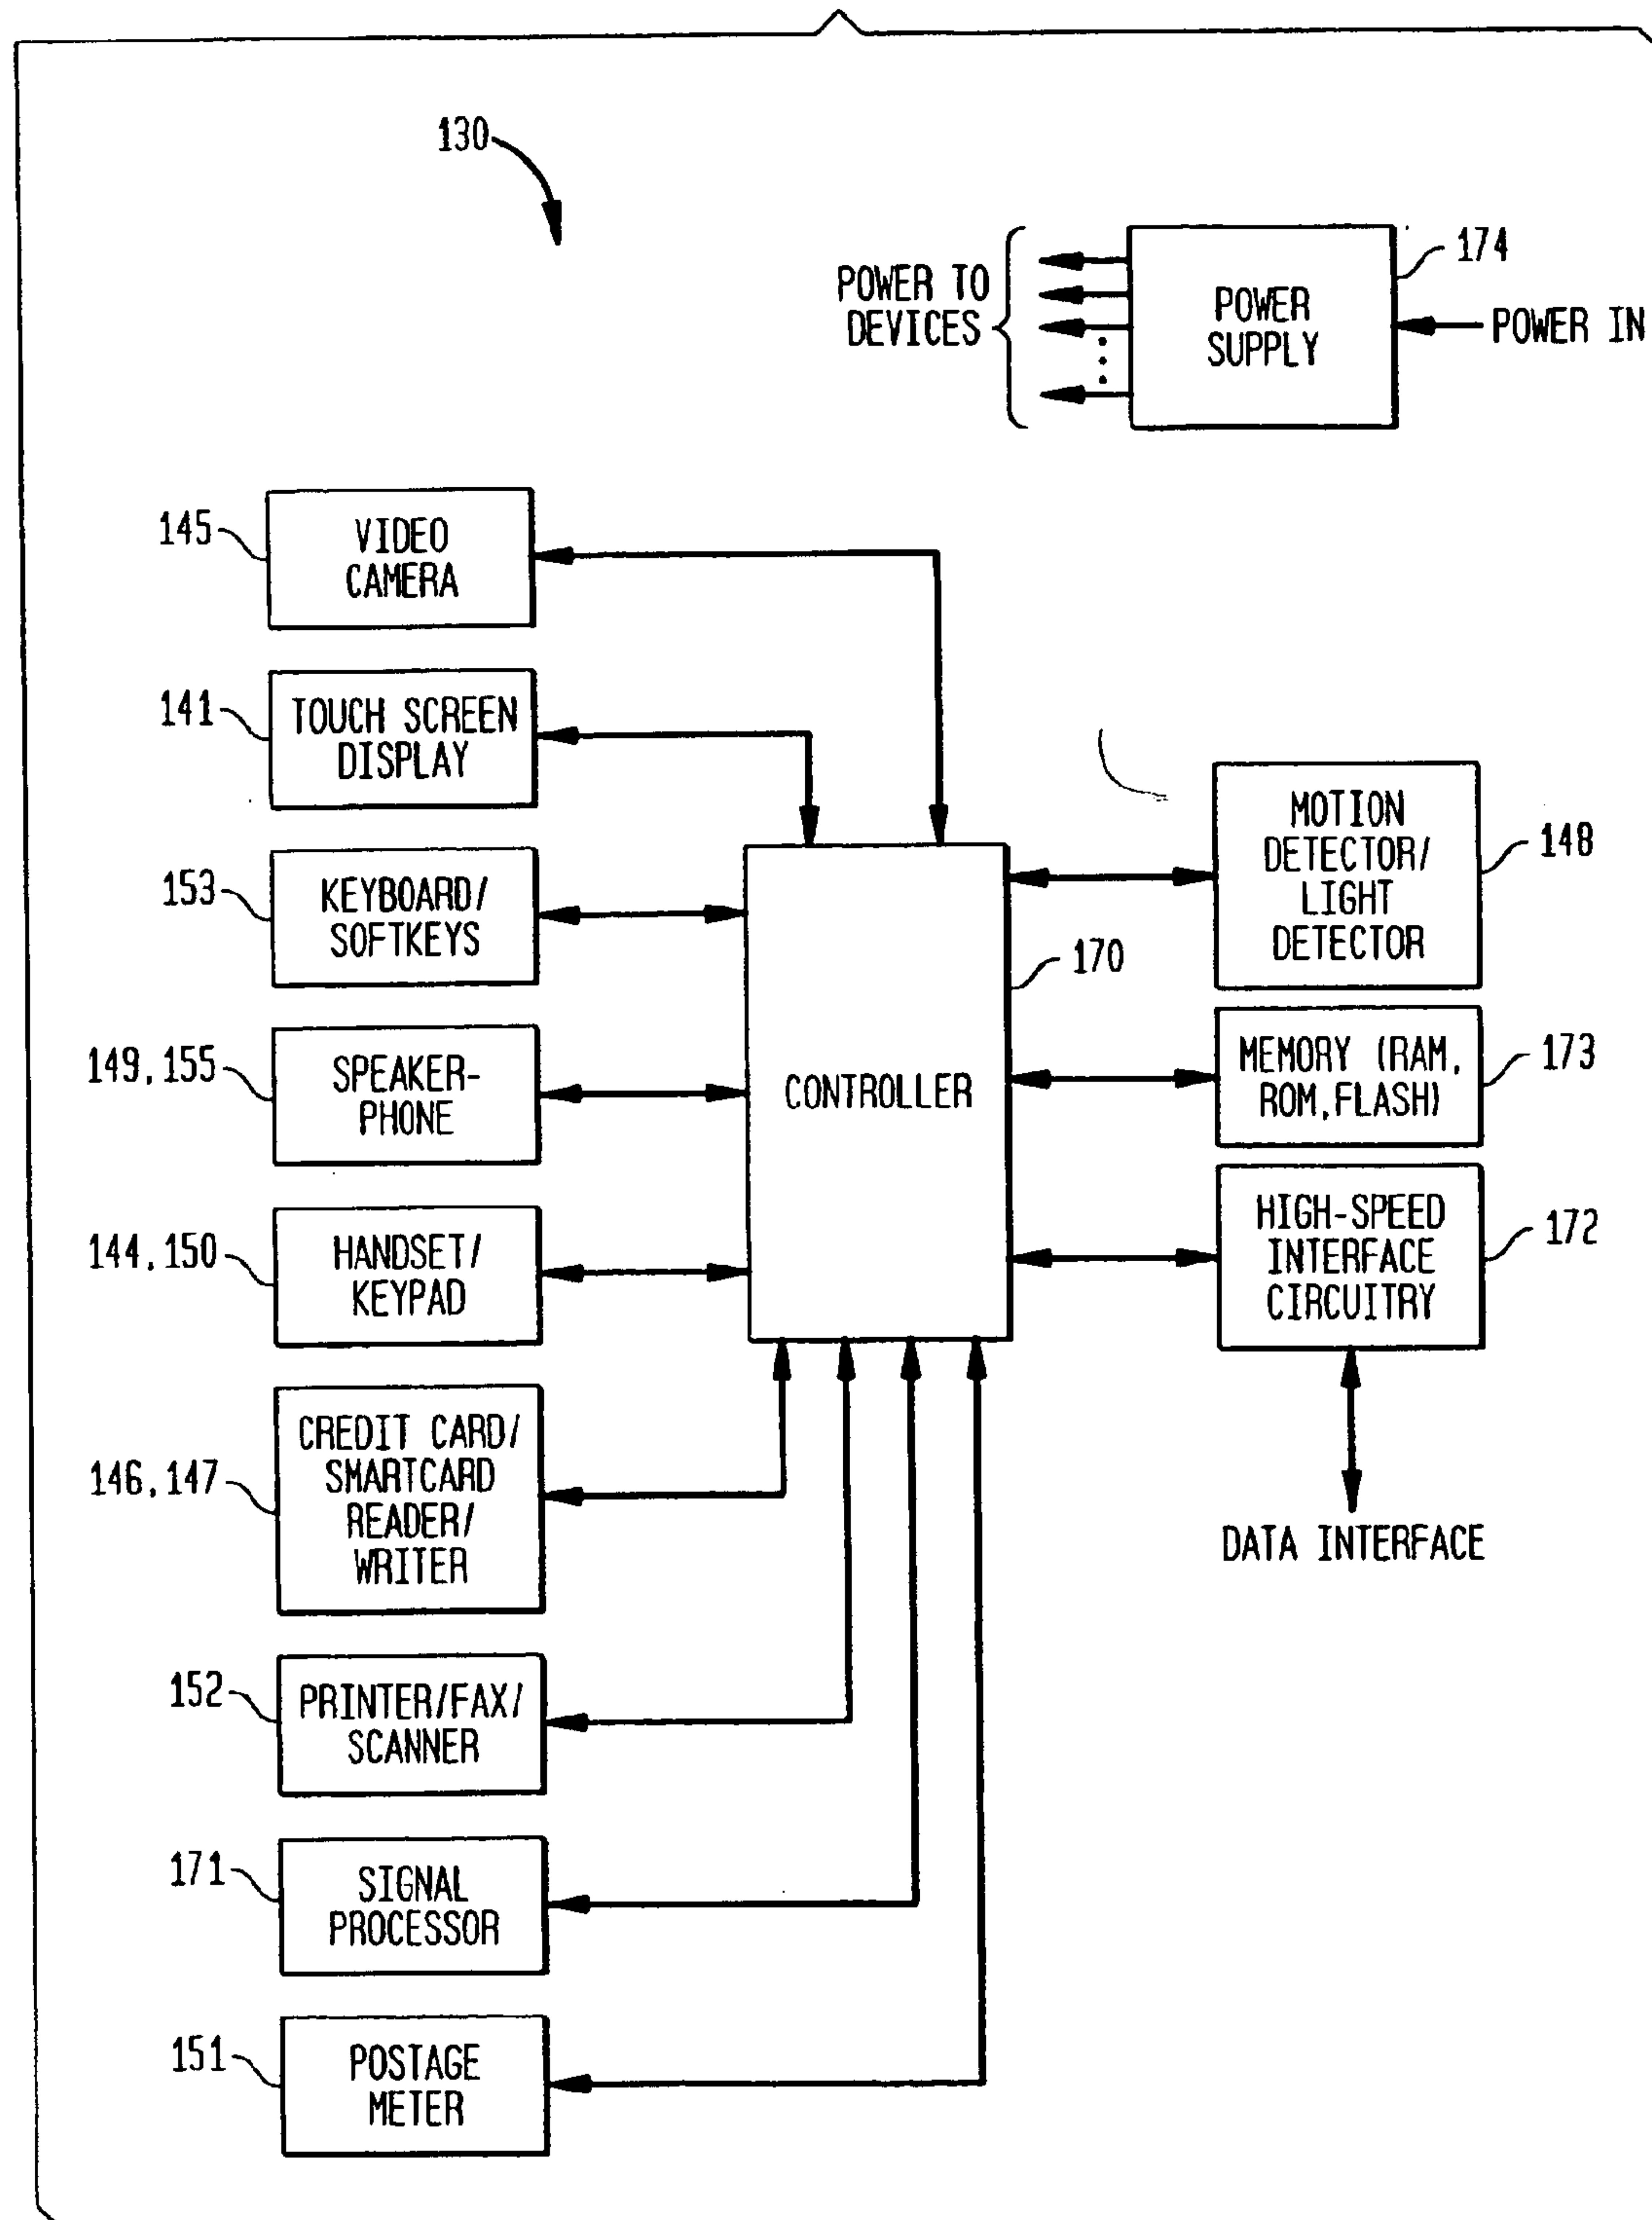 130
174
POWER TO
DEVICES
POWER
SUPPLY
POWER IN
145
VIDEO
CAMERA
141
TOUCH SCREEN
DISPLAY
153
KEYBOARD/
SOFTKEYS
149, 155
SPEAKER-
PHONE
144, 150
HANDSET/
KEYPAD
146, 147
CREDIT CARD/
SMARTCARD
READER/
WRITER
152
PRINTER/FAX/
SCANNER
171
SIGNAL
PROCESSOR
151
POSTAGE
METER
CONTROLLER
170
MOTION
DETECTOR/
LIGHT
DETECTOR
148
MEMORY (RAM,
ROM, FLASH)
173
HIGH-SPEED
INTERFACE
CIRCUITRY
172
DATA INTERFACE